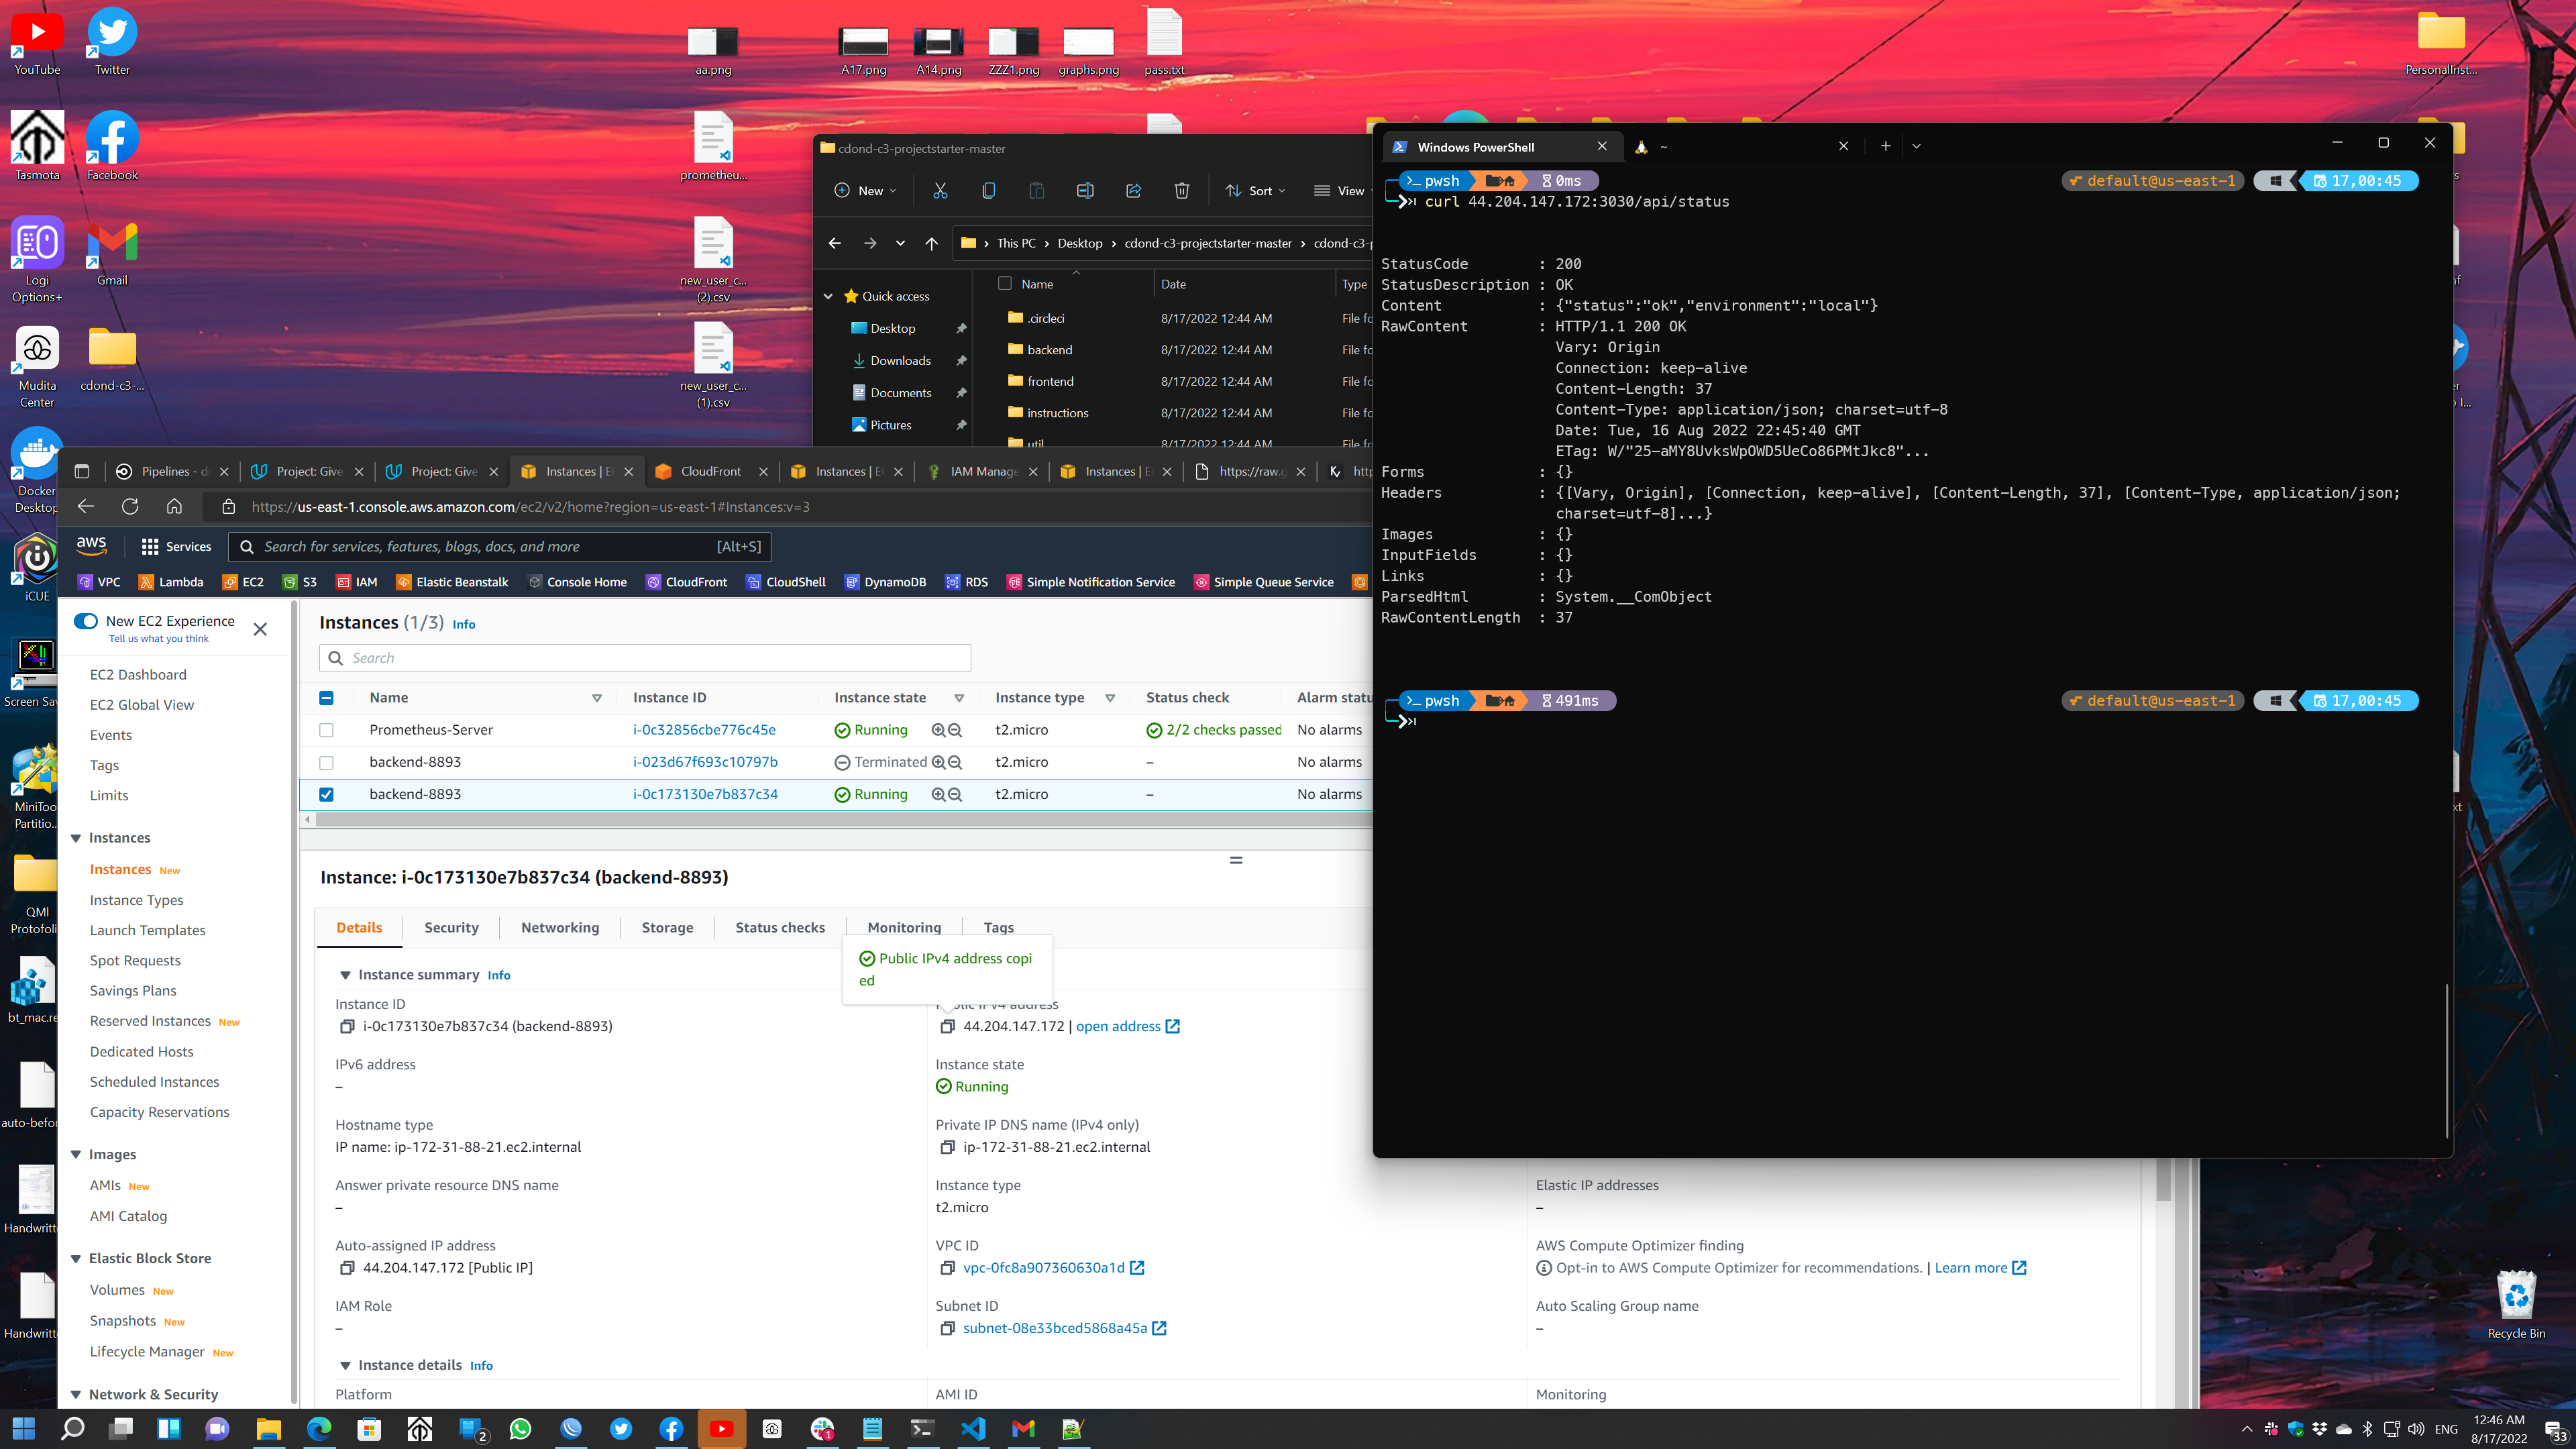 YouTube
Twitter
aa.png
A17.png
A14.png
ZZZ1.png
graphs.png
pass.txt
PersonalInst...
Tasmota
Facebook
prometheu...
Logi
Options+
Gmail
new_user_c...
(2).csv
Mudita
Center
cdond-c3-...
new_user_c...
(1).csv
Docker
Desktop
iCUE
Screen Sav
MiniToo
Partitio...
QMI
Protofoli
bt_mac.re
auto-befor
Handwritt
Handwritt
Recycle Bin
cdond-c3-projectstarter-master
New
Sort
View
This PC
Desktop
cdond-c3-projectstarter-master
cdond-c3-p
Name
Date
Type
Quick access
Desktop
Downloads
Documents
Pictures
.circleci 8/17/2022 12:44 AM File fo
backend 8/17/2022 12:44 AM File fo
frontend 8/17/2022 12:44 AM File fo
instructions 8/17/2022 12:44 AM File fo
util 8/17/2022 12:44 AM File fo
Windows PowerShell
~
pwsh 0ms default@us-east-1 17,00:45
curl 44.204.147.172:3030/api/status
StatusCode : 200
StatusDescription : OK
Content : {"status":"ok","environment":"local"}
RawContent : HTTP/1.1 200 OK
Vary: Origin
Connection: keep-alive
Content-Length: 37
Content-Type: application/json; charset=utf-8
Date: Tue, 16 Aug 2022 22:45:40 GMT
ETag: W/"25-aMY8UvksWpOWD5UeCo86PMtJkc8"...
Forms : {}
Headers : {[Vary, Origin], [Connection, keep-alive], [Content-Length, 37], [Content-Type, application/json;
charset=utf-8]...}
Images : {}
InputFields : {}
Links : {}
ParsedHtml : System.__ComObject
RawContentLength : 37
pwsh 491ms default@us-east-1 17,00:45
Pipelines - d
Project: Give
Project: Give
Instances | E
CloudFront
Instances | EC
IAM Manage
Instances | E
https://raw.g
http
https://us-east-1.console.aws.amazon.com/ec2/v2/home?region=us-east-1#Instances:v=3
aws
Services
Search for services, features, blogs, docs, and more
[Alt+S]
VPC Lambda EC2 S3 IAM Elastic Beanstalk Console Home CloudFront CloudShell DynamoDB RDS Simple Notification Service Simple Queue Service
New EC2 Experience
Tell us what you think
EC2 Dashboard
EC2 Global View
Events
Tags
Limits
Instances
Instances New
Instance Types
Launch Templates
Spot Requests
Savings Plans
Reserved Instances New
Dedicated Hosts
Scheduled Instances
Capacity Reservations
Images
AMIs New
AMI Catalog
Elastic Block Store
Volumes New
Snapshots New
Lifecycle Manager New
Network & Security
Instances (1/3) Info
Search
Name Instance ID Instance state Instance type Status check Alarm statu
Prometheus-Server i-0c32856cbe776c45e Running t2.micro 2/2 checks passed No alarms
backend-8893 i-023d67f693c10797b Terminated t2.micro – No alarms
backend-8893 i-0c173130e7b837c34 Running t2.micro – No alarms
Instance: i-0c173130e7b837c34 (backend-8893)
Details Security Networking Storage Status checks Monitoring Tags
Public IPv4 address copi
ed
Instance summary Info
Instance ID
i-0c173130e7b837c34 (backend-8893)
Public IPv4 address
44.204.147.172 | open address
IPv6 address
–
Instance state
Running
Hostname type
IP name: ip-172-31-88-21.ec2.internal
Private IP DNS name (IPv4 only)
ip-172-31-88-21.ec2.internal
Answer private resource DNS name
–
Instance type
t2.micro
Elastic IP addresses
–
Auto-assigned IP address
44.204.147.172 [Public IP]
VPC ID
vpc-0fc8a907360630a1d
AWS Compute Optimizer finding
Opt-in to AWS Compute Optimizer for recommendations. | Learn more
IAM Role
–
Subnet ID
subnet-08e33bced5868a45a
Auto Scaling Group name
–
Instance details Info
Platform
AMI ID
Monitoring
2
1
ENG
12:46 AM
8/17/2022
33